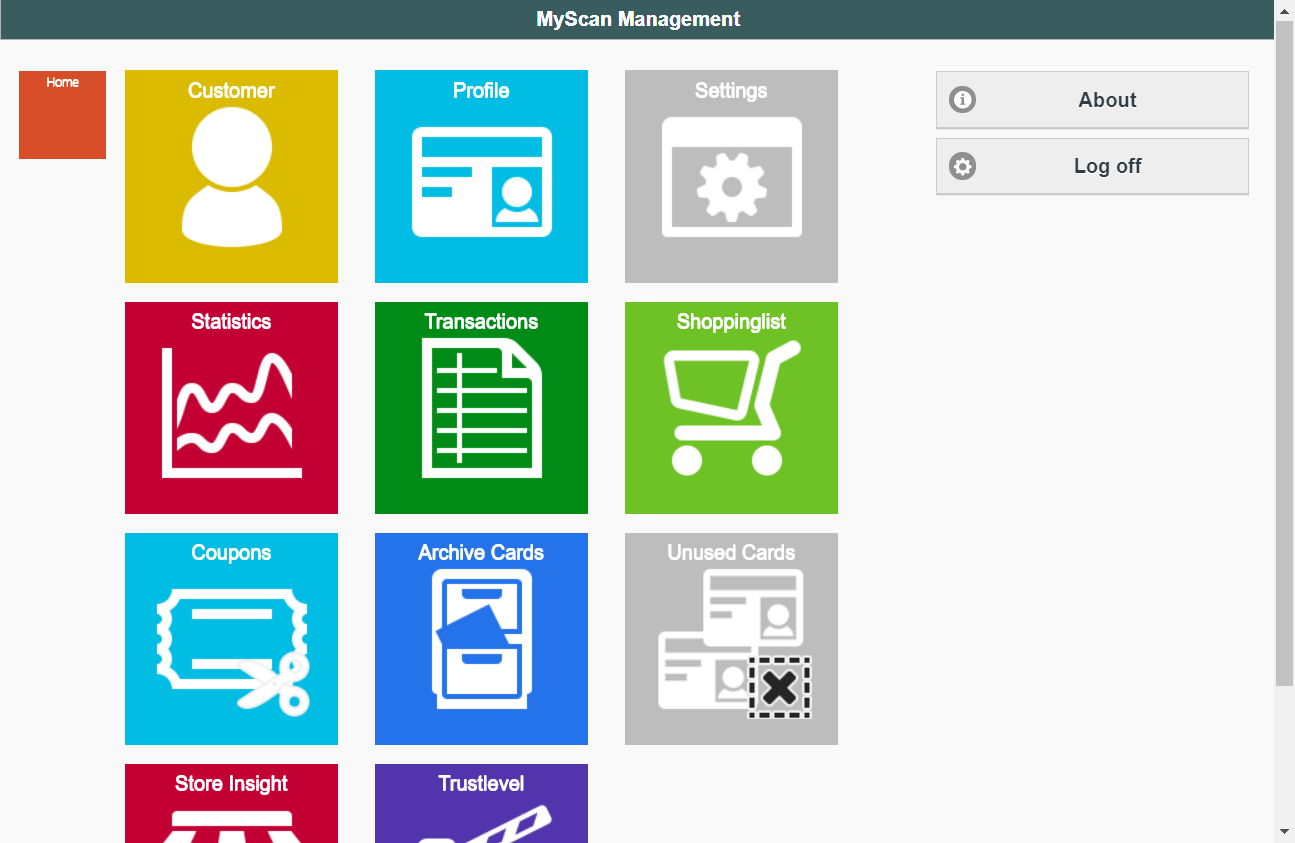 MyScan Management
Home
Customer
Profile
Settings
About
Log off
Statistics
Transactions
Shoppinglist
Coupons
Archive Cards
Unused Cards
Store Insight
Trustlevel